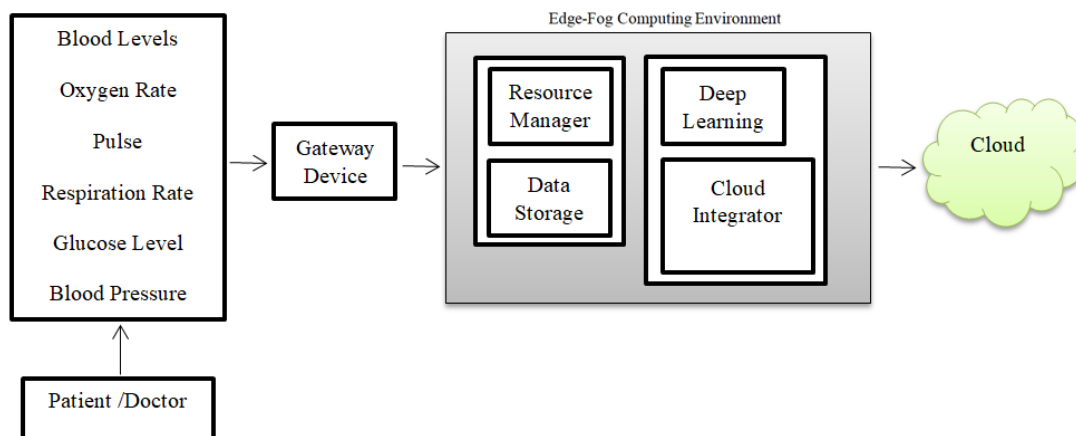 Edge-Fog Computing Environment
Blood Levels
Oxygen Rate
Pulse
Respiration Rate
Glucose Level
Blood Pressure
Patient /Doctor
Gateway
Device
Resource
Manager
Data
Storage
Deep
Learning
Cloud
Integrator
Cloud